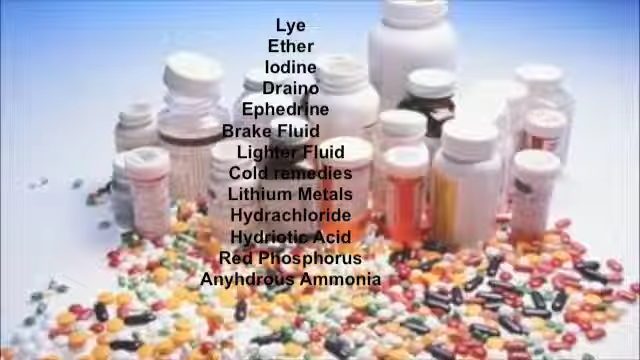 Lye
Ether
Iodine
Draino
Ephedrine
Brake Fluid
Lighter Fluid
Cold remedies
Lithium Metals
Hydrachloride
Hydriotic Acid
Red Phosphorus
Anyhdrous Ammonia